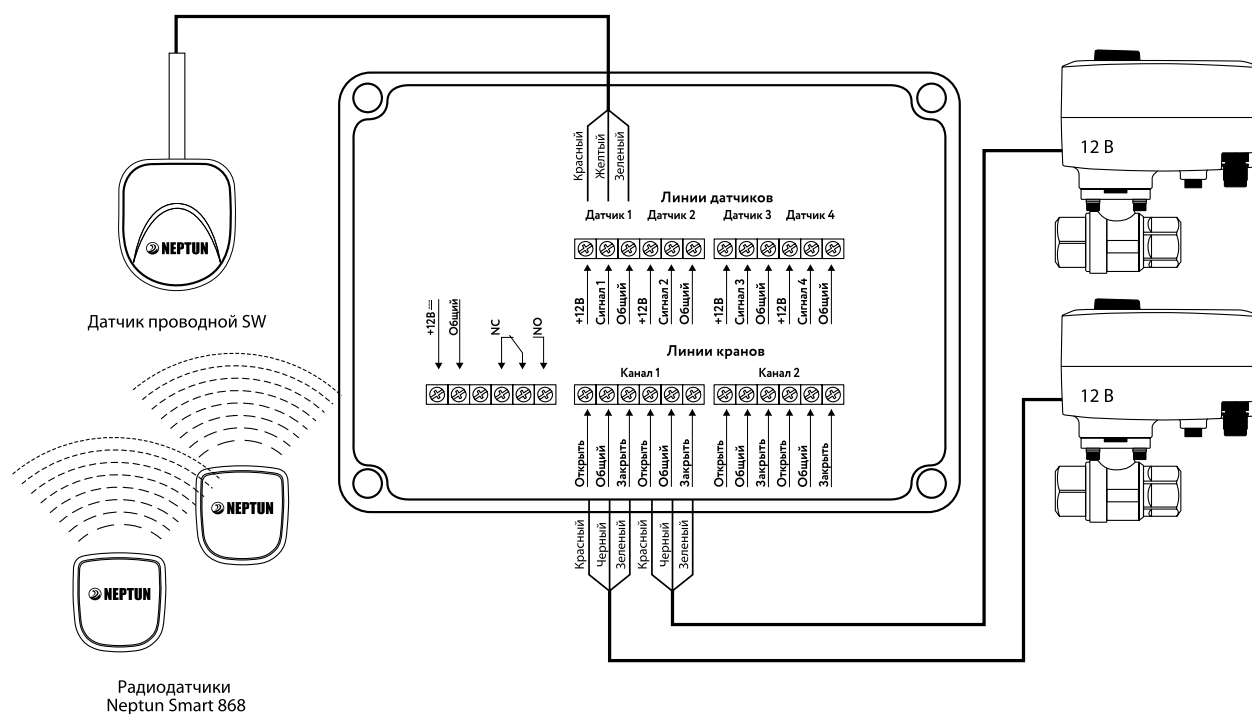 Красный
Желтый
Зеленый
Линии датчиков
Датчик 1
Датчик 2
Датчик 3
Датчик 4
+12В
Сигнал 1
Общий
+12В
Сигнал 2
Общий
+12В
Сигнал 3
Общий
+12В
Сигнал 4
Общий
NEPTUN
Датчик проводной SW
+12В
Общий
NC
NO
Линии кранов
Канал 1
Канал 2
Открыть
Общий
Закрыть
Открыть
Общий
Закрыть
Открыть
Общий
Закрыть
Открыть
Общий
Закрыть
Красный
Черный
Зеленый
Красный
Черный
Зеленый
12 В
12 В
NEPTUN
NEPTUN
Радиодатчики
Neptun Smart 868